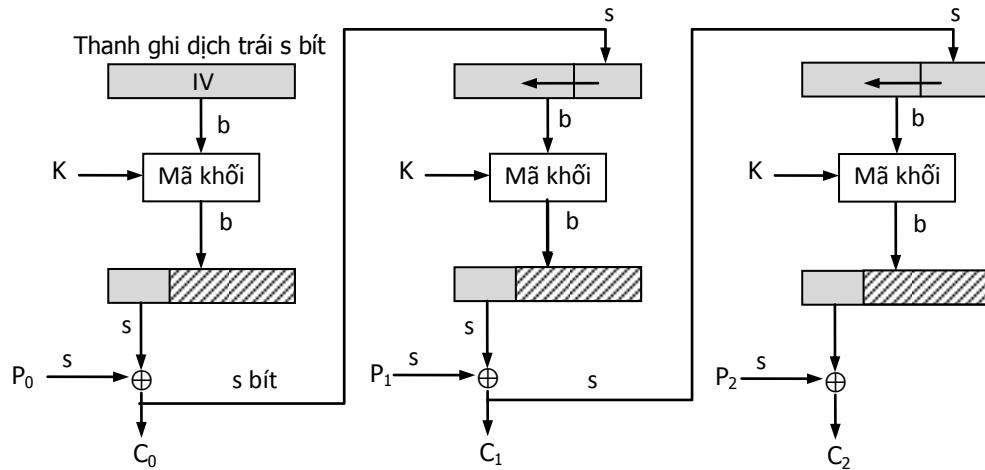 s
s
Thanh ghi dịch trái s bít
IV
b
b
b
K
Mã khối
K
Mã khối
K
Mã khối
b
b
b
s
s
P₀
s
s bít
P₁
s
s
P₂
s
C₀
C₁
C₂